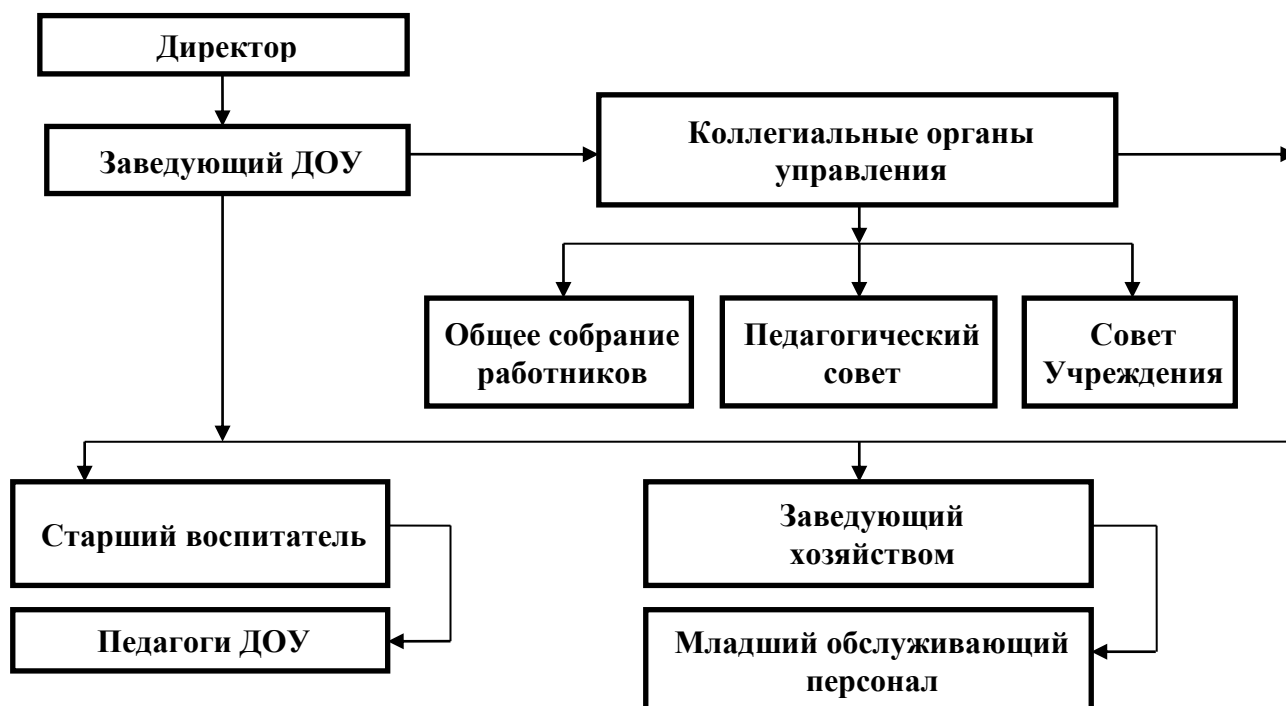 Директор
Заведующий ДОУ
Коллегиальные органы
управления
Общее собрание
работников
Педагогический
совет
Совет
Учреждения
Старший воспитатель
Заведующий
хозяйством
Педагоги ДОУ
Младший обслуживающий
персонал